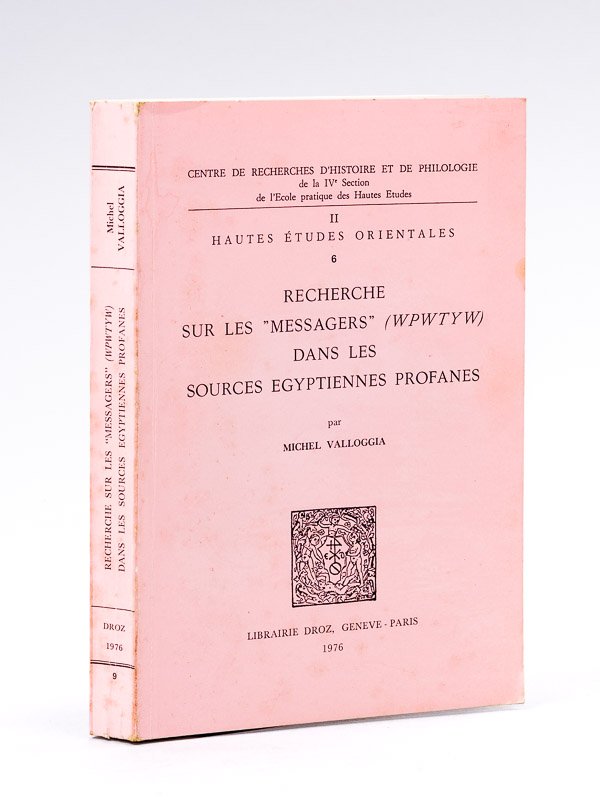 CENTRE DE RECHERCHES D'HISTOIRE ET DE PHILOLOGIE
de la IVe Section
de l'Ecole pratique des Hautes Etudes
II
HAUTES ÉTUDES ORIENTALES
6
RECHERCHE
SUR LES "MESSAGERS" (WPWTYW)
DANS LES
SOURCES EGYPTIENNES PROFANES
par
MICHEL VALLOGGIA
LIBRAIRIE DROZ, GENEVE - PARIS
1976
Michel
VALLOGGIA
RECHERCHE SUR LES "MESSAGERS" (WPWTYW)
DANS LES SOURCES EGYPTIENNES PROFANES
DROZ
1976
9